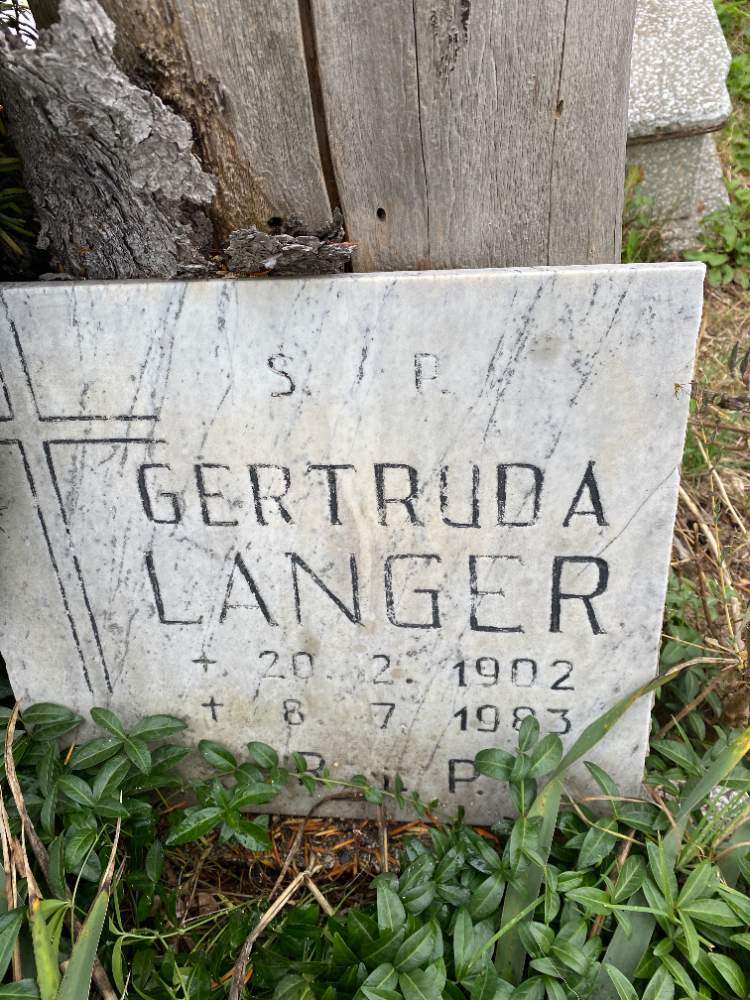 S. P.
GERTRUDA
LANGER
+ 20. 2. 1902
† 8 7. 1983
R. i. P.